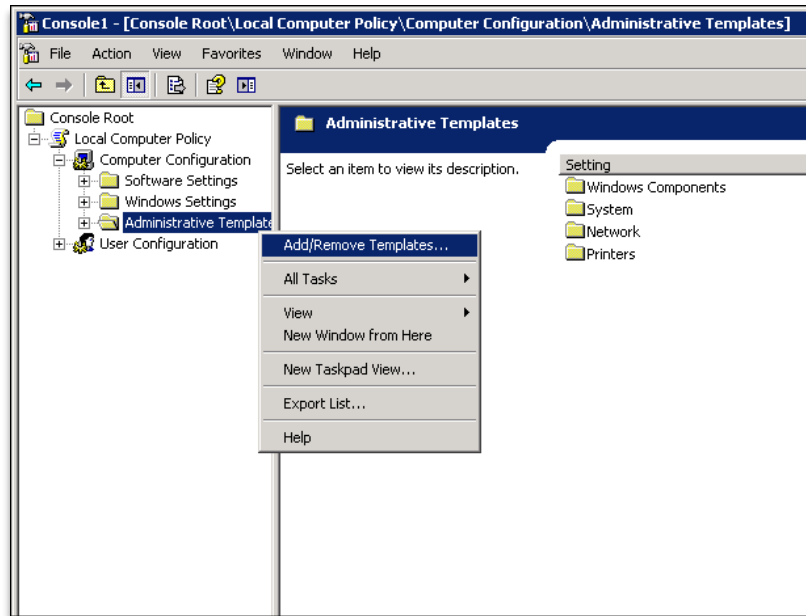 Console1 - [Console Root\Local Computer Policy\Computer Configuration\Administrative Templates]
File Action View Favorites Window Help
Console Root
Local Computer Policy
Computer Configuration
Software Settings
Windows Settings
Administrative Template
User Configuration
Administrative Templates
Select an item to view its description.
Setting
Windows Components
System
Network
Printers
Add/Remove Templates...
All Tasks
View
New Window from Here
New Taskpad View...
Export List...
Help